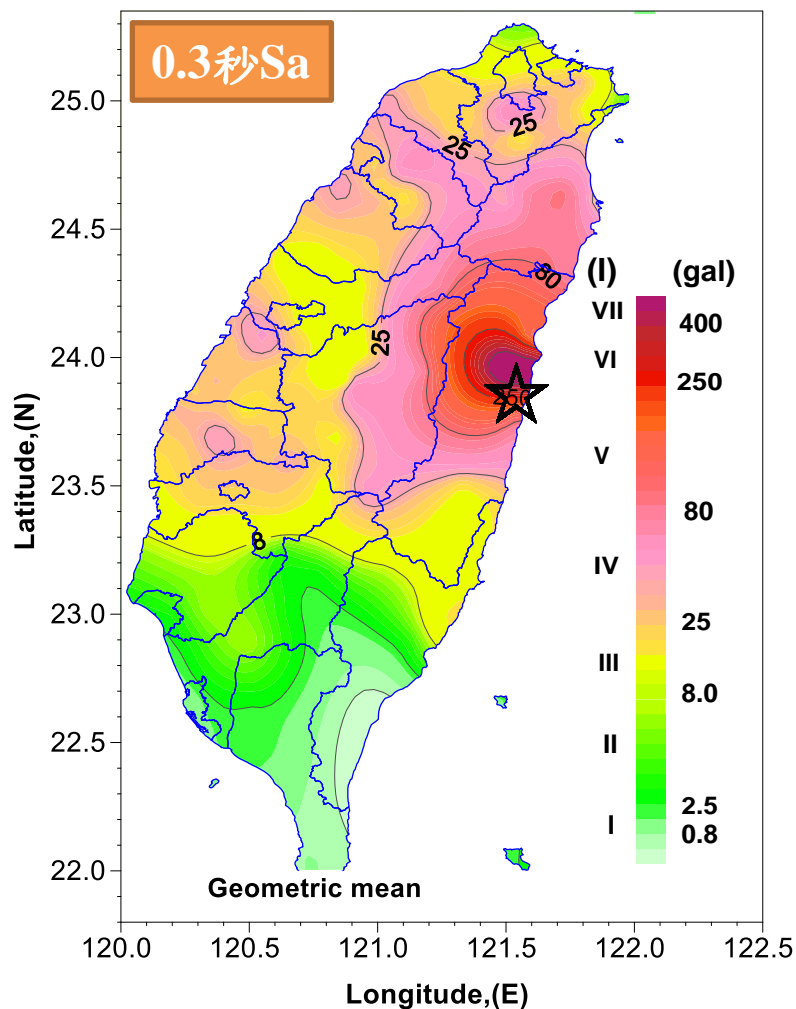 0.3秒Sa
25.0
24.5
24.0
23.5
23.0
22.5
22.0
Latitude,(N)
25
25
80
25
250
8
(I)
(gal)
VII
400
VI
250
V
80
IV
25
III
8.0
II
2.5
I
0.8
Geometric mean
120.0
120.5
121.0
121.5
122.0
122.5
Longitude,(E)